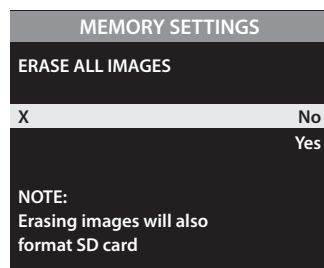 MEMORY SETTINGS
ERASE ALL IMAGES
X No
Yes
NOTE:
Erasing images will also
format SD card